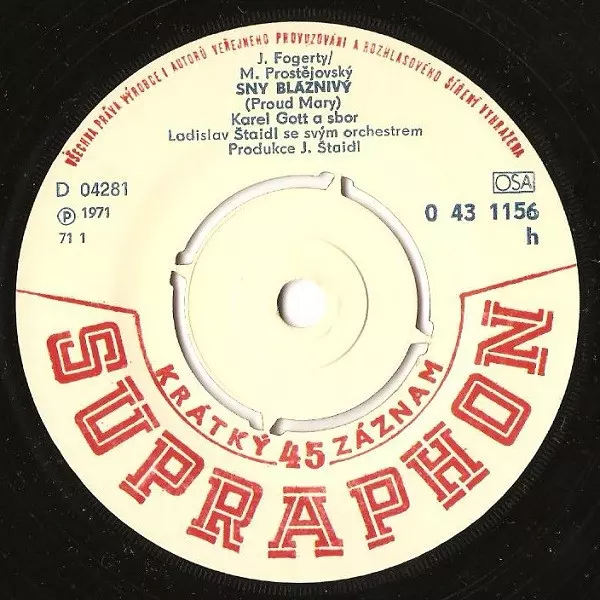 VŠECHNA PRÁVA VÝROBCE I AUTORŮ VEŘEJNÉHO PROVOZOVÁNÍ A ROZHLASOVÉHO ŠÍŘENÍ VYHRAŽENA
J. Fogerty/
M. Prostějovský
SNY BLÁZNIVÝ
(Proud Mary)
Karel Gott a sbor
Ladislav Štaidl se svým orchestrem
Produkce J. Štaidl
D 04281
Ⓟ 1971
71 1
OSA
0 43 1156
h
KRÁTKÝ 45 ZÁZNAM
SUPRAPHON